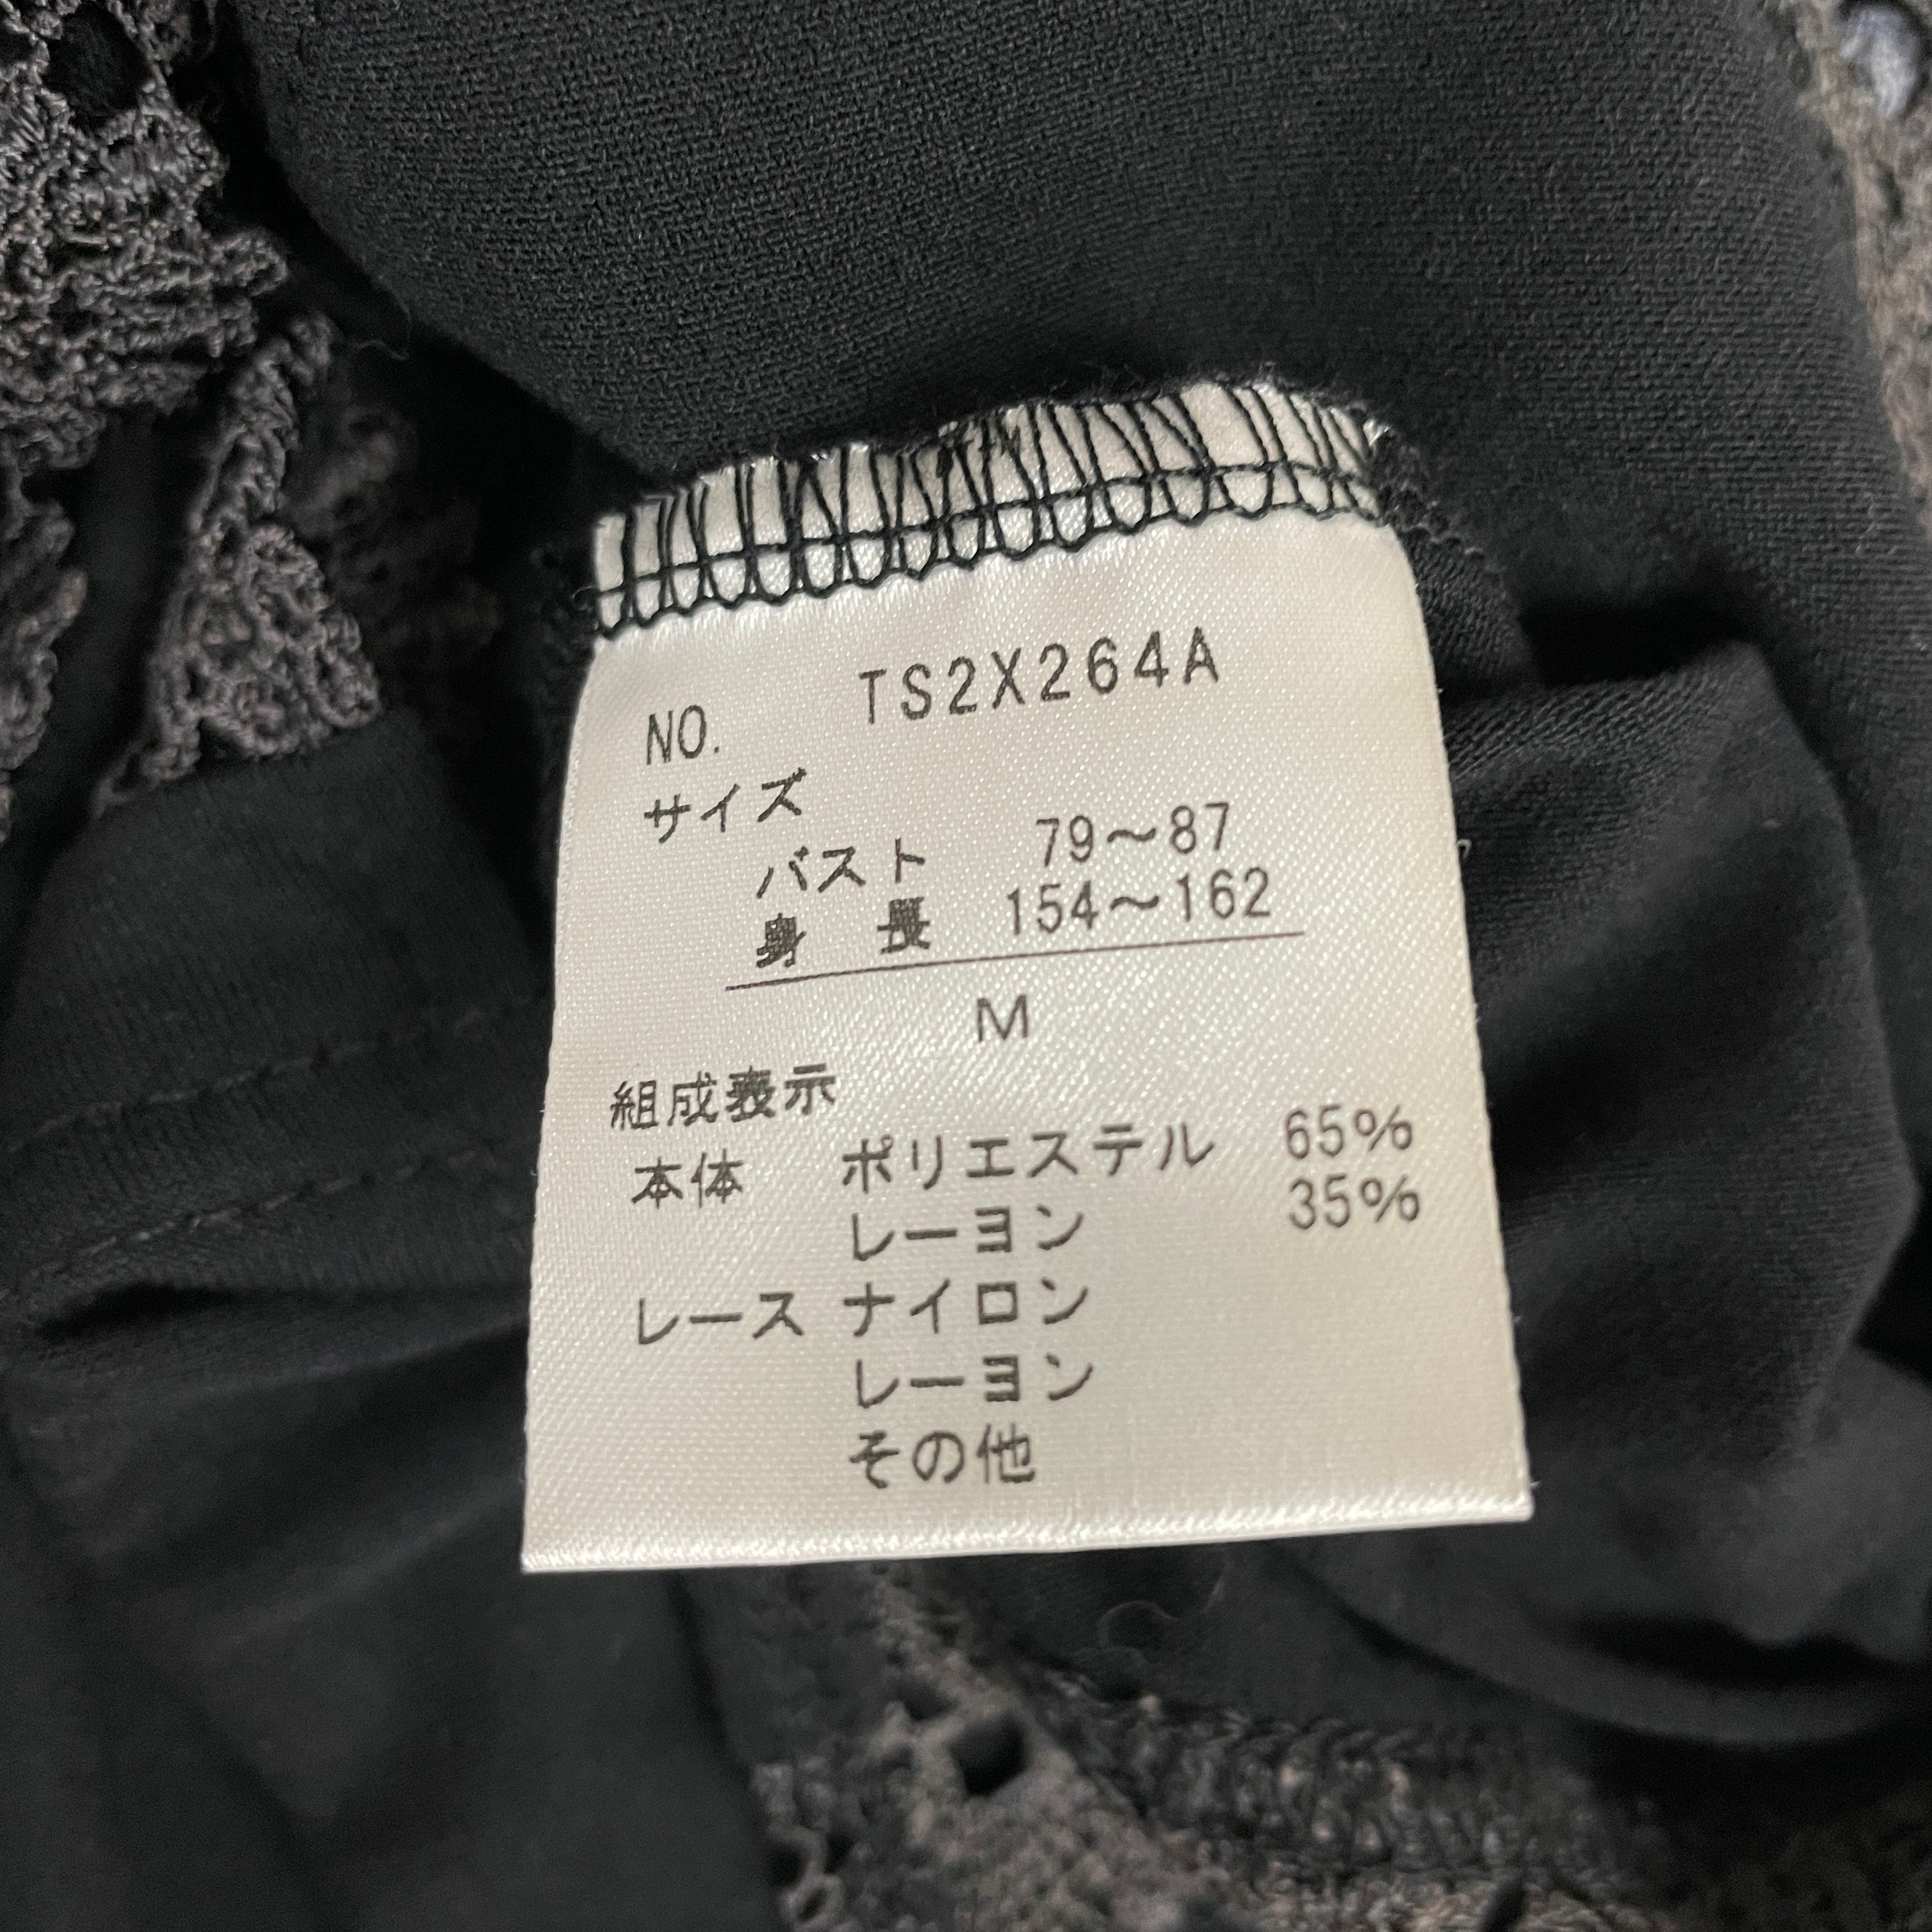 NO. TS2X264A
サイズ
バスト 79～87
身 長 154～162
M
組成表示
本体 ポリエステル 65%
レーヨン 35%
レース ナイロン
レーヨン
その他